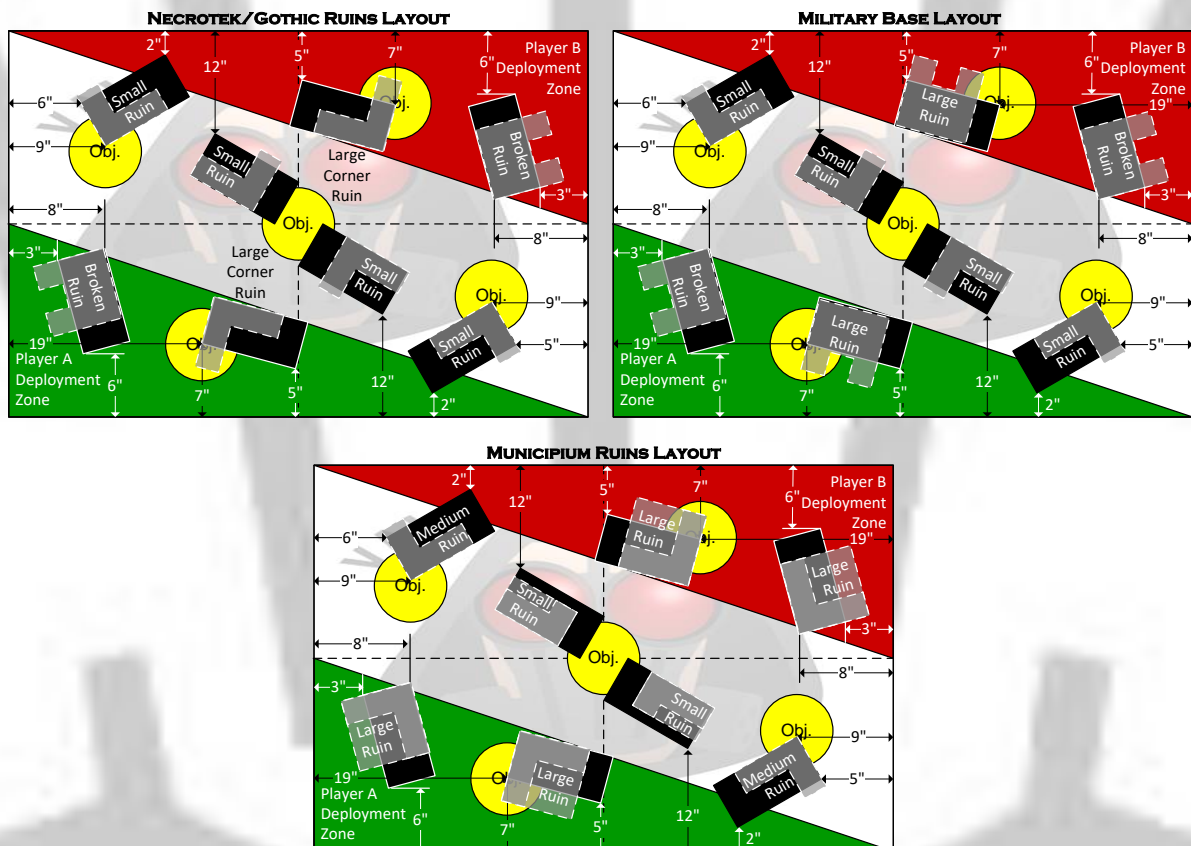 NECROTEK/GOTHIC RUINS LAYOUT
2"
12"
5"
7"
6"
Player B
Deployment
Zone
6"
Small
Ruin
Obj.
9"
Obj.
Broken
Ruin
Small
Ruin
Large
Corner
Ruin
3"
8"
Obj.
8"
3"
Large
Corner
Ruin
Broken
Ruin
Small
Ruin
Obj.
9"
19"
Obj.
Small
Ruin
5"
Player A
Deployment
Zone
6"
7"
5"
12"
2"
MILITARY BASE LAYOUT
2"
12"
5"
7"
6"
Player B
Deployment
Zone
6"
Small
Ruin
Large
Ruin
Obj.
19"
9"
Obj.
Broken
Ruin
Small
Ruin
3"
8"
Obj.
8"
3"
Broken
Ruin
Small
Ruin
Obj.
9"
19"
Obj.
Large
Ruin
Small
Ruin
5"
Player A
Deployment
Zone
6"
7"
5"
12"
2"
MUNICIPIUM RUINS LAYOUT
2"
12"
5"
7"
6"
Player B
Deployment
Zone
6"
Medium
Ruin
Large
Ruin
Obj.
19"
9"
Obj.
Large
Ruin
Small
Ruin
3"
8"
Obj.
8"
3"
Large
Ruin
Small
Ruin
Obj.
9"
19"
Obj.
Large
Ruin
Medium
Ruin
5"
Player A
Deployment
Zone
6"
7"
5"
12"
2"